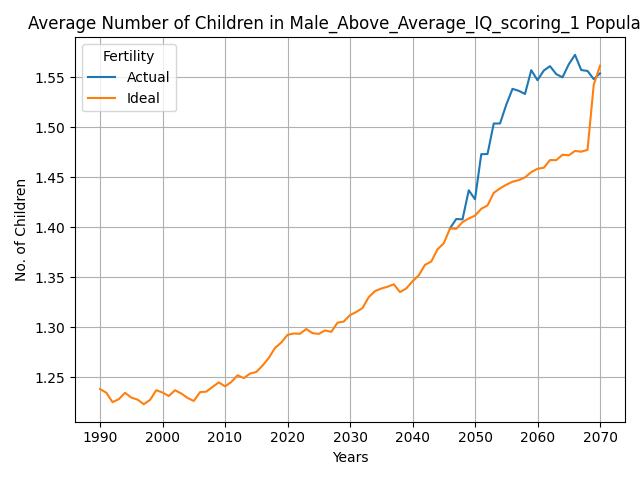 Average Number of Children in Male_Above_Average_IQ_scoring_1 Popula
Fertility
Actual
Ideal
No. of Children
1.55
1.50
1.45
1.40
1.35
1.30
1.25
1990 2000 2010 2020 2030 2040 2050 2060 2070
Years